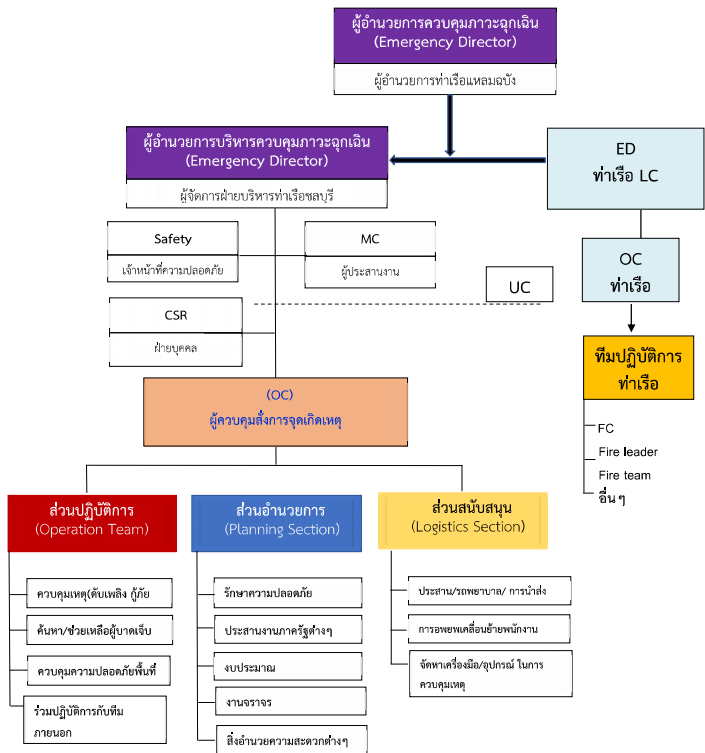 ผู้อำนวยการควบคุมภาวะฉุกเฉิน
(Emergency Director)
ผู้อำนวยการท่าเรือแหลมฉบัง
ผู้อำนวยการบริหารควบคุมภาวะฉุกเฉิน
(Emergency Director)
ผู้จัดการฝ่ายบริหารท่าเรือชลบุรี
ED
ท่าเรือ LC
Safety
เจ้าหน้าที่ความปลอดภัย
MC
ผู้ประสานงาน
OC
ท่าเรือ
UC
CSR
ฝ่ายบุคคล
ทีมปฏิบัติการ
ท่าเรือ
FC
Fire leader
Fire team
อื่นๆ
(OC)
ผู้ควบคุมสั่งการจุดเกิดเหตุ
ส่วนปฏิบัติการ
(Operation Team)
ควบคุมเหตุ(ดับเพลิง กู้ภัย
ค้นหา/ช่วยเหลือผู้บาดเจ็บ
ควบคุมความปลอดภัยพื้นที่
ร่วมปฏิบัติการกับทีม
ภายนอก
ส่วนอำนวยการ
(Planning Section)
รักษาความปลอดภัย
ประสานงานภาครัฐต่างๆ
งบประมาณ
งานจราจร
สิ่งอำนวยความสะดวกต่างๆ
ส่วนสนับสนุน
(Logistics Section)
ประสาน/รถพยาบาล/ การนำส่ง
การอพยพเคลื่อนย้ายพนักงาน
จัดหาเครื่องมือ/อุปกรณ์ ในการ
ควบคุมเหตุ